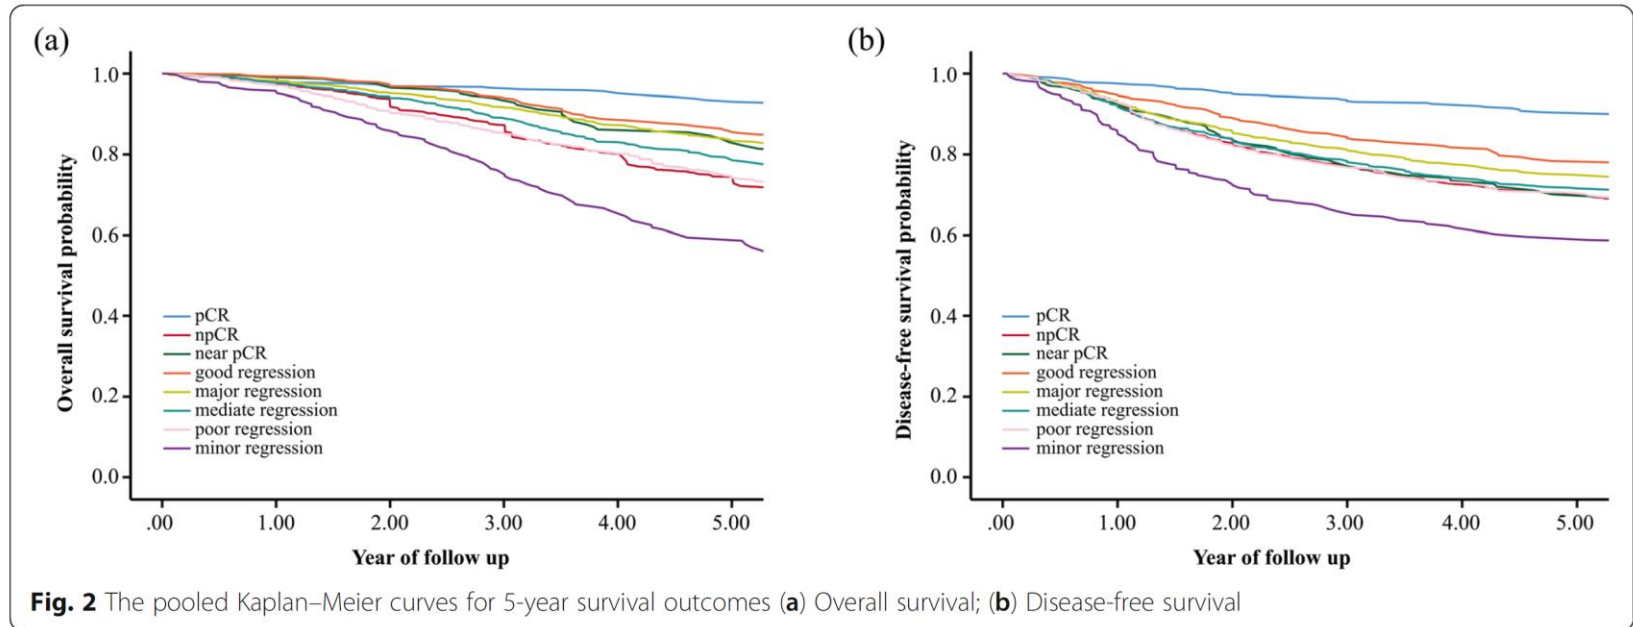 (a)
Overall survival probability
1.0
0.8
0.6
0.4
0.2
0.0
pCR
npCR
near pCR
good regression
major regression
mediate regression
poor regression
minor regression
.00 1.00 2.00 3.00 4.00 5.00
Year of follow up
(b)
Disease-free survival probability
1.0
0.8
0.6
0.4
0.2
0.0
pCR
npCR
near pCR
good regression
major regression
mediate regression
poor regression
minor regression
.00 1.00 2.00 3.00 4.00 5.00
Year of follow up
Fig. 2 The pooled Kaplan–Meier curves for 5-year survival outcomes (a) Overall survival; (b) Disease-free survival